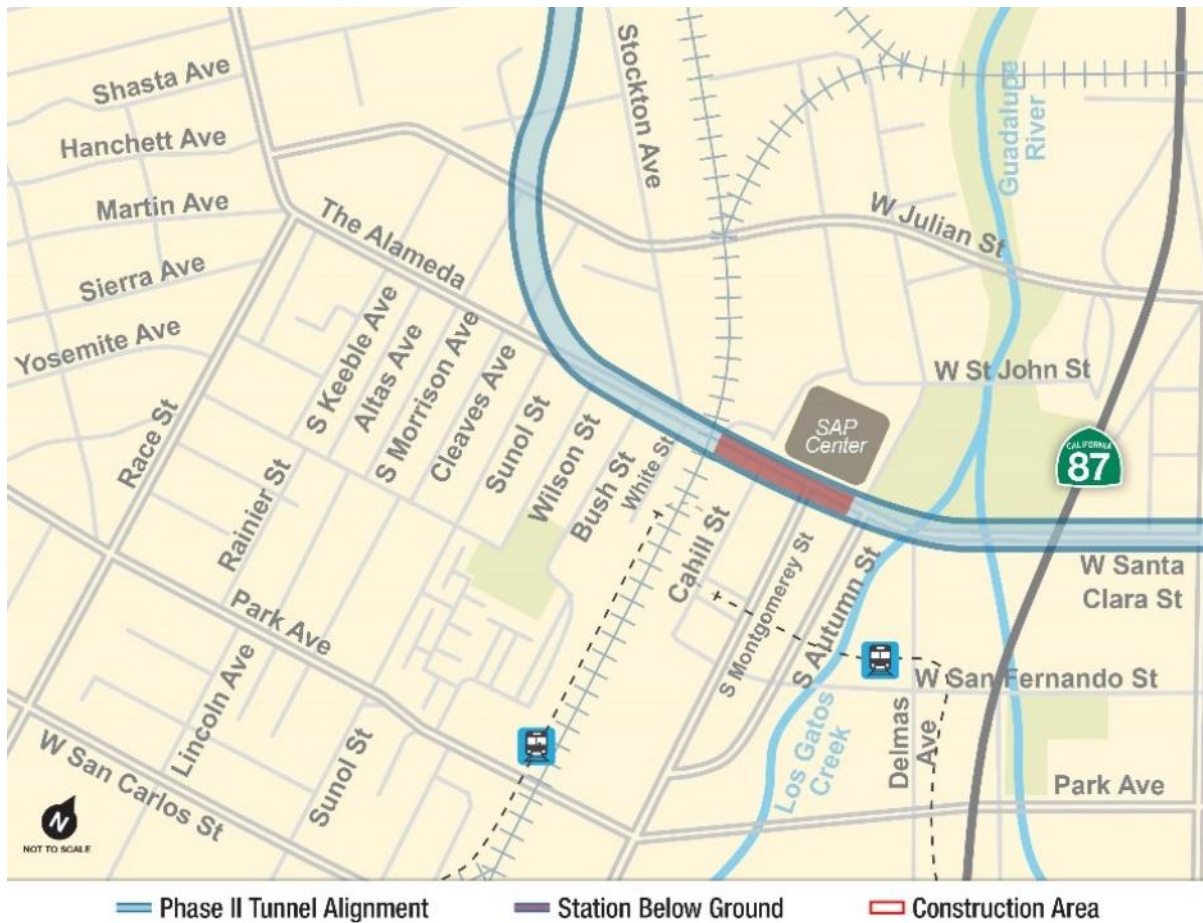 Shasta Ave
Hanchett Ave
Martin Ave
Sierra Ave
Yosemite Ave
The Alameda
Stockton Ave
Guadalupe
River
W Julian St
W St John St
SAP
Center
CALIFORNIA
87
Race St
S Keeble Ave
Altas Ave
S Morrison Ave
Cleaves Ave
Sunol St
Wilson St
Bush St
White St
Rainier St
Cahill St
S Montgomerey St
S Autumn St
W Santa
Clara St
W San Fernando St
Park Ave
Lincoln Ave
Sunol St
W San Carlos St
Los Gatos
Creek
Delmas
Ave
Park Ave
N
NOT TO SCALE
Phase II Tunnel Alignment
Station Below Ground
Construction Area